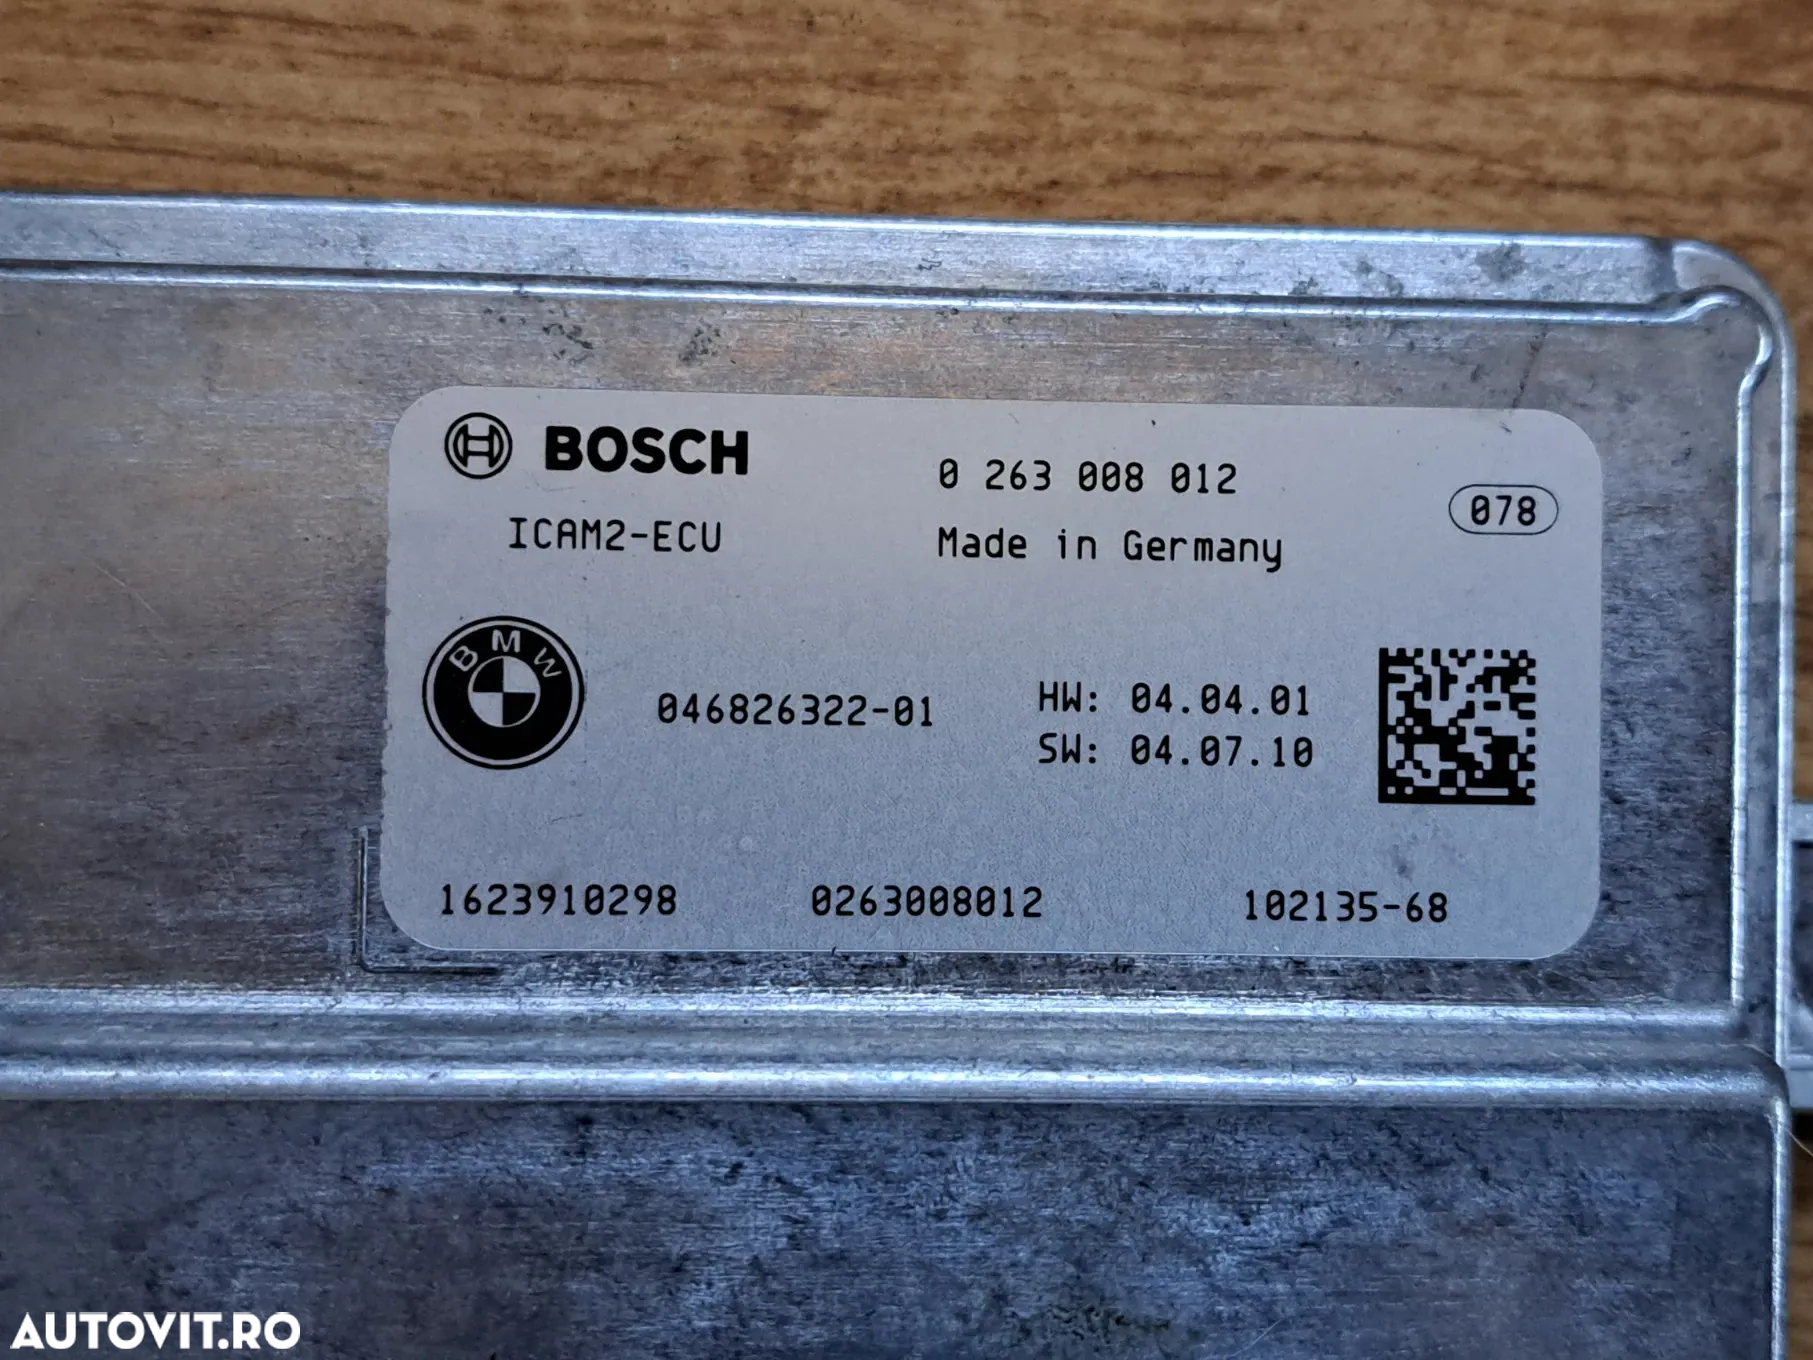 BOSCH
0 263 008 012
078
ICAM2-ECU
Made in Germany
BMW
046826322-01
HW: 04.04.01
SW: 04.07.10
1623910298
0263008012
102135-68
AUTOVIT.RO